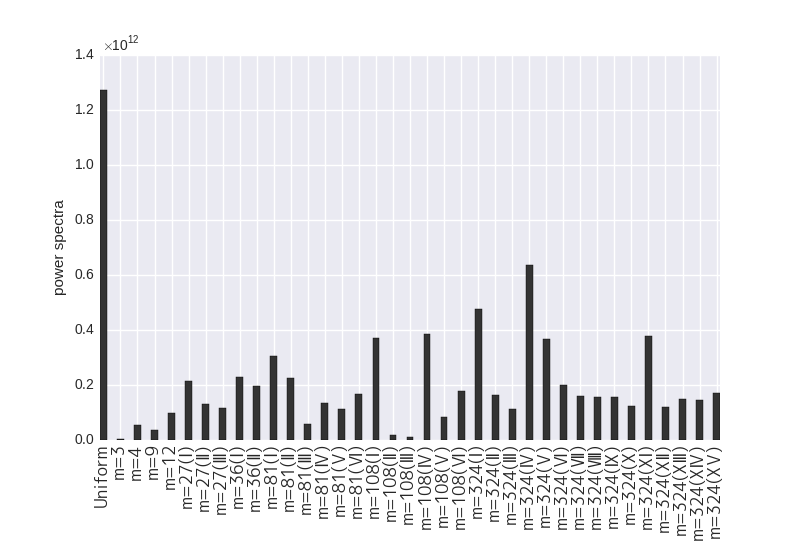 ×10¹²
1.4
1.2
1.0
0.8
0.6
0.4
0.2
0.0
power spectra
Uniform
m=3
m=4
m=9
m=12
m=27(Ⅰ)
m=27(Ⅱ)
m=27(Ⅲ)
m=36(Ⅰ)
m=36(Ⅱ)
m=81(Ⅰ)
m=81(Ⅱ)
m=81(Ⅲ)
m=81(Ⅳ)
m=81(Ⅴ)
m=81(Ⅵ)
m=108(Ⅰ)
m=108(Ⅱ)
m=108(Ⅲ)
m=108(Ⅳ)
m=108(Ⅴ)
m=108(Ⅵ)
m=324(Ⅰ)
m=324(Ⅱ)
m=324(Ⅲ)
m=324(Ⅳ)
m=324(Ⅴ)
m=324(Ⅵ)
m=324(Ⅶ)
m=324(Ⅷ)
m=324(Ⅸ)
m=324(Ⅹ)
m=324(Ⅺ)
m=324(Ⅻ)
m=324(XⅢ)
m=324(XⅣ)
m=324(XⅤ)